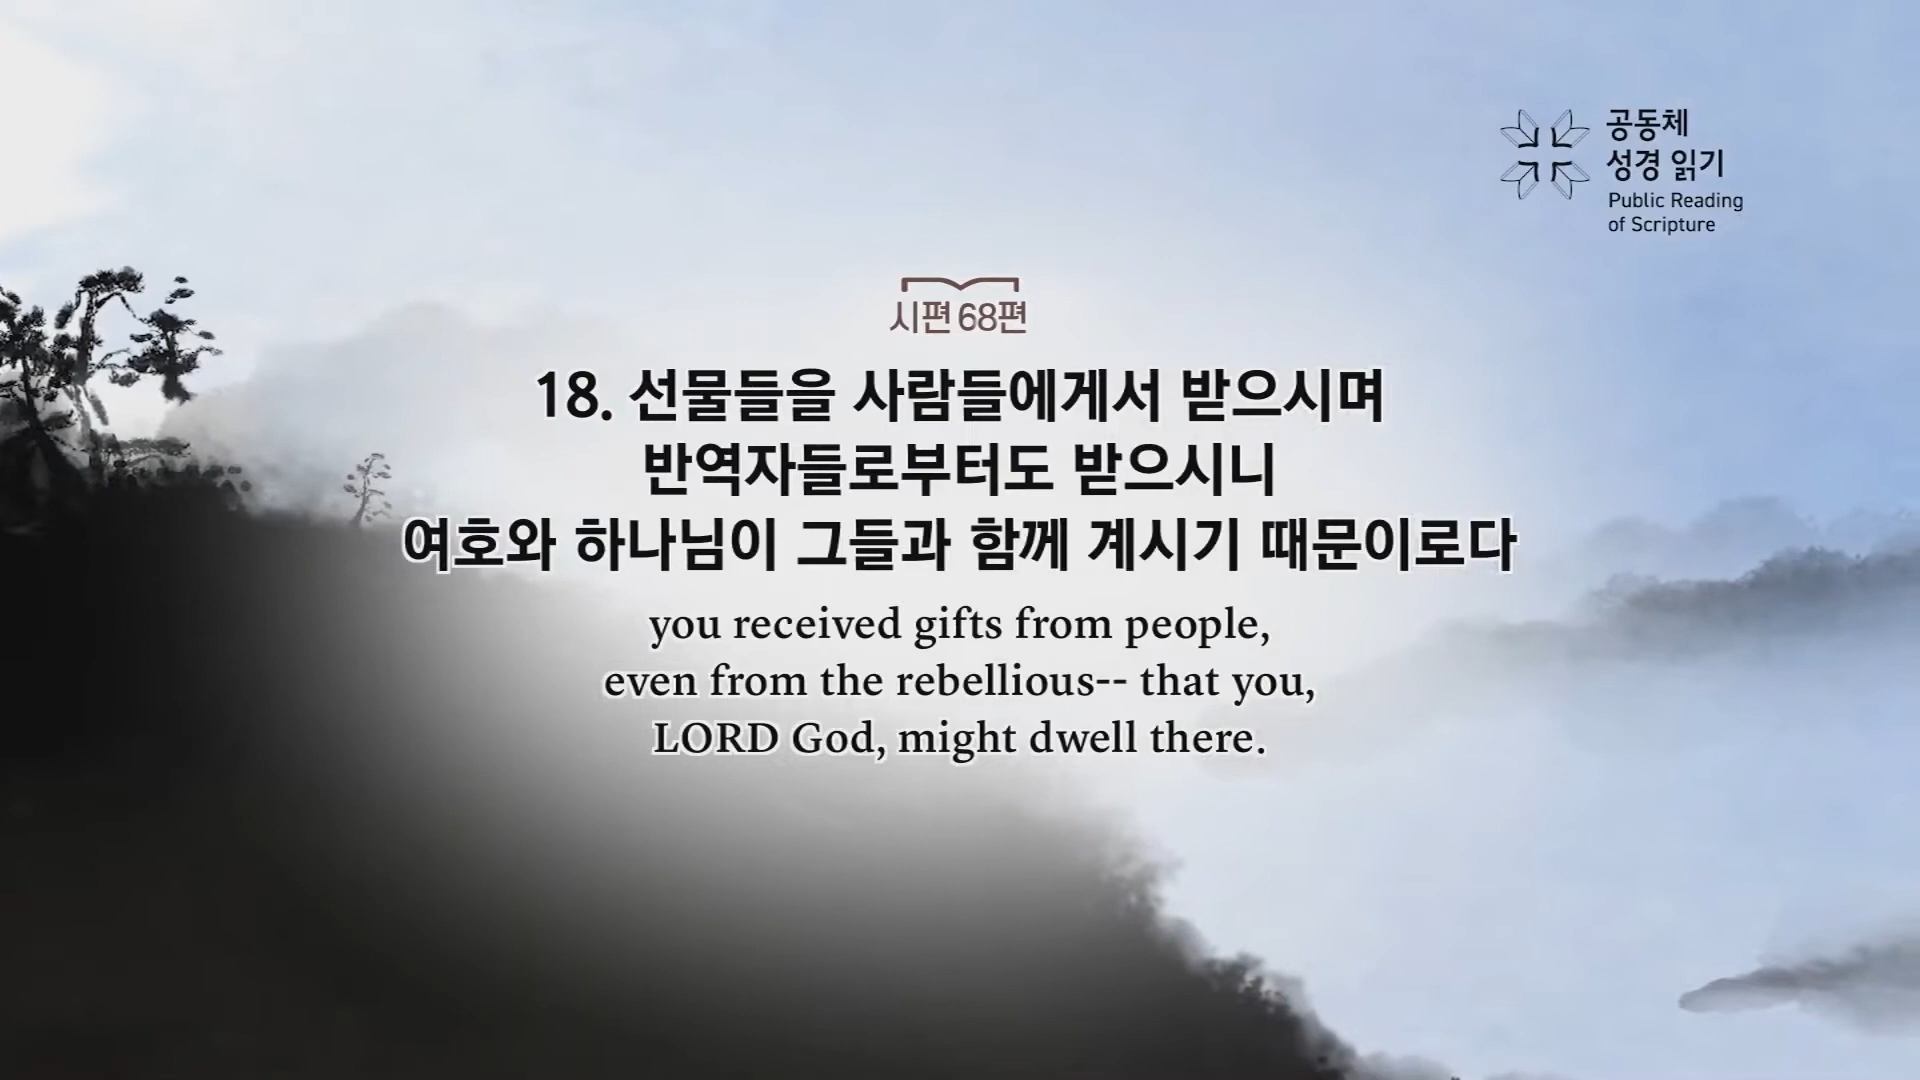 공동체
성경 읽기
Public Reading
of Scripture
시편 68편
18. 선물들을 사람들에게서 받으시며
반역자들로부터도 받으시니
여호와 하나님이 그들과 함께 계시기 때문이로다
you received gifts from people,
even from the rebellious-- that you,
LORD God, might dwell there.